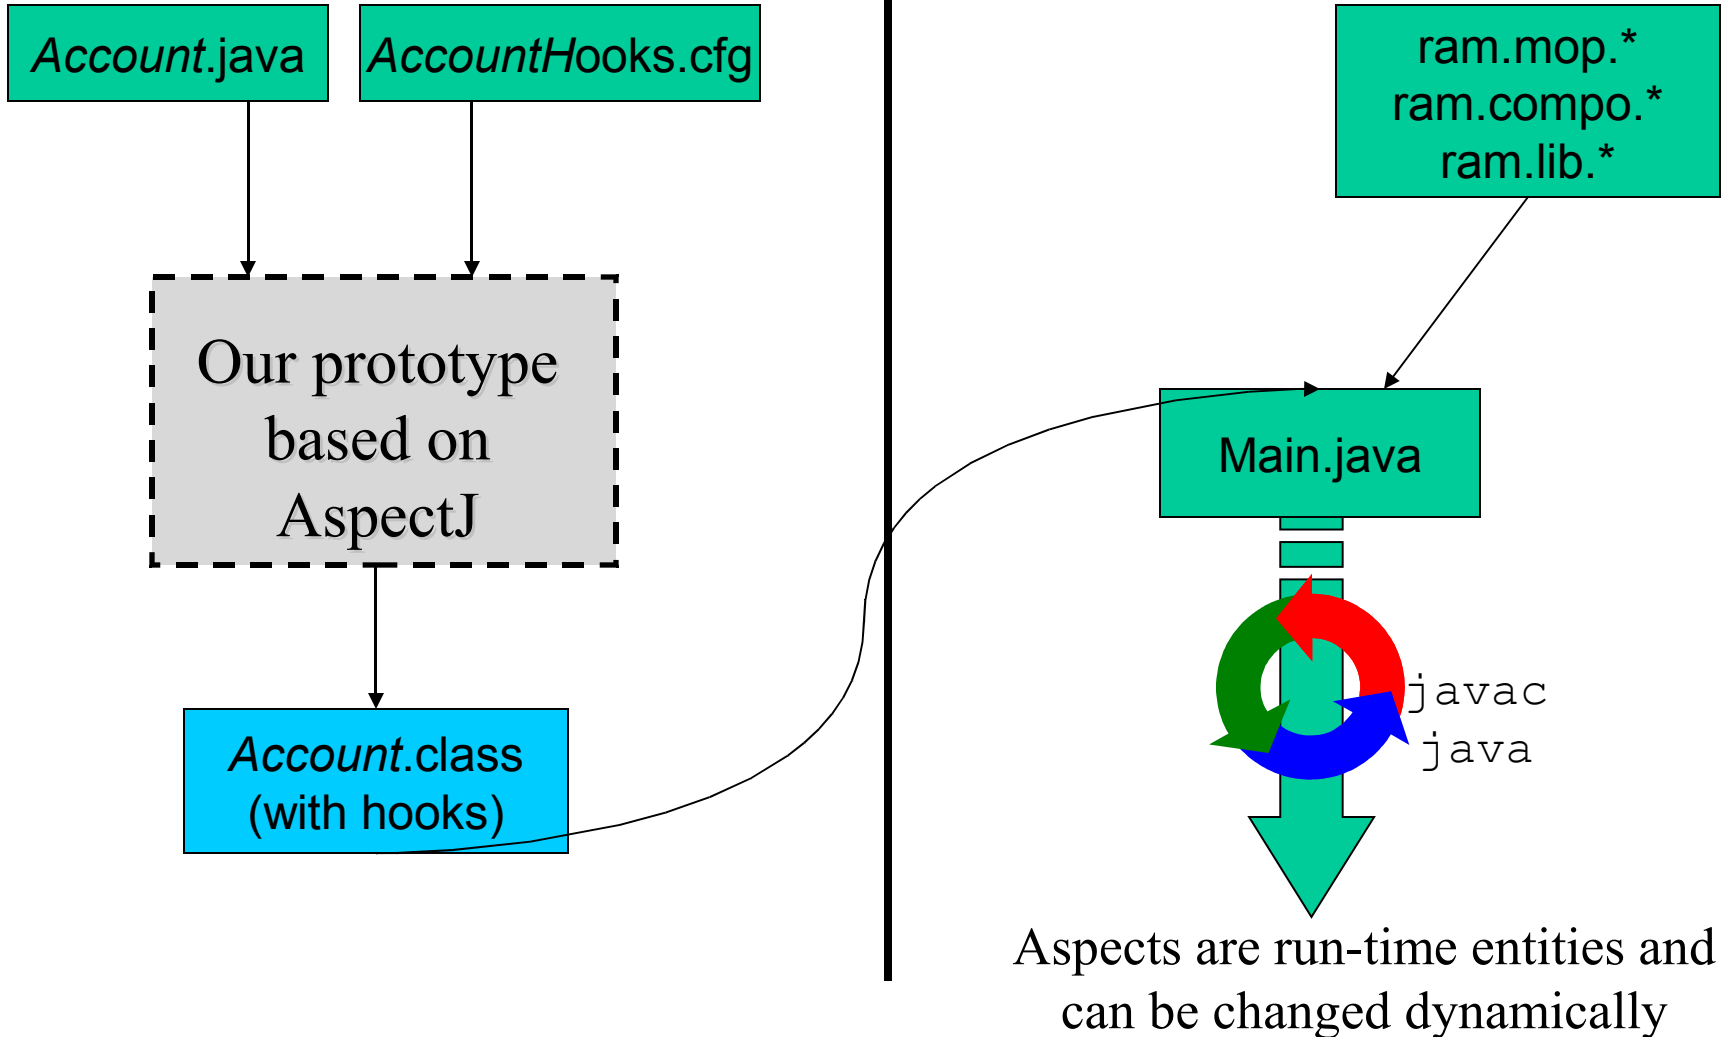 Account.java
AccountHooks.cfg
Our prototype
based on
AspectJ
Account.class
(with hooks)
ram.mop.*
ram.compo.*
ram.lib.*
Main.java
javac
java
Aspects are run-time entities and
can be changed dynamically